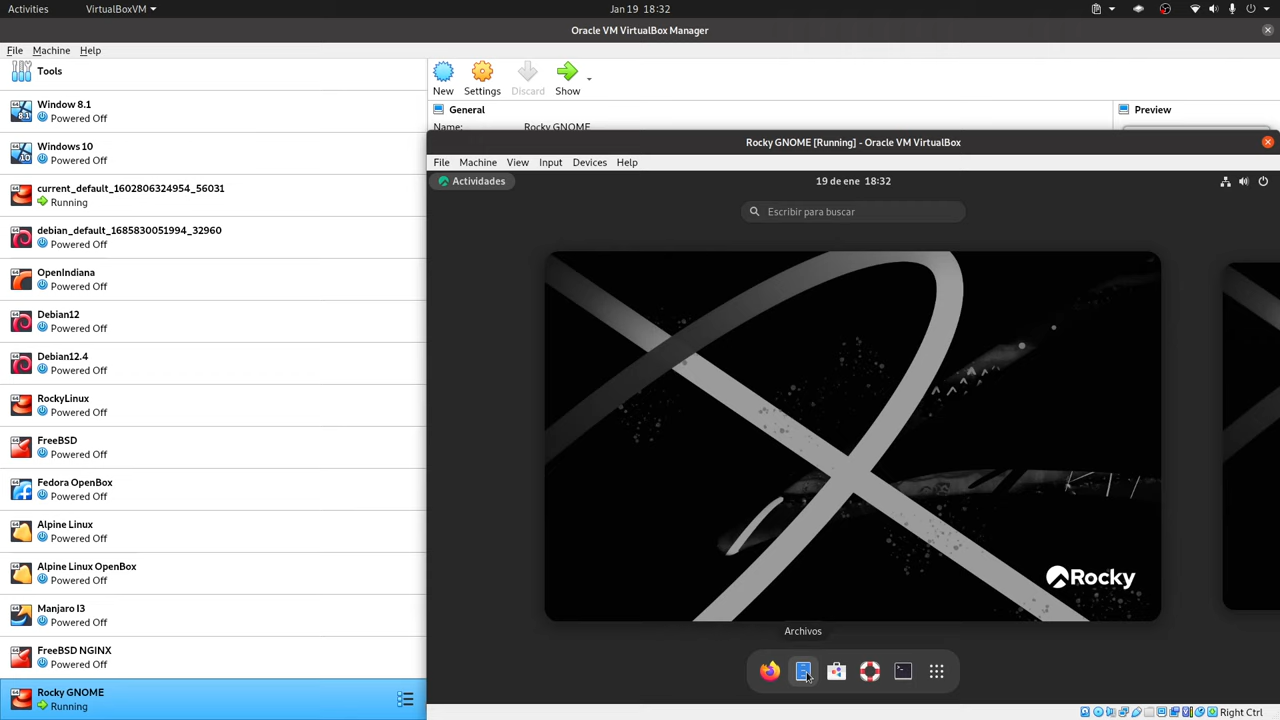 Activities
VirtualBoxVM
Jan 19 18:32
Oracle VM VirtualBox Manager
File Machine Help
Tools
New Settings Discard Show
General
Preview
Name: Rocky GNOME
Window 8.1
Powered Off
Windows 10
Powered Off
current_default_1602806324954_56031
Running
debian_default_1685830051994_32960
Powered Off
OpenIndiana
Powered Off
Debian12
Powered Off
Debian12.4
Powered Off
RockyLinux
Powered Off
FreeBSD
Powered Off
Fedora OpenBox
Powered Off
Alpine Linux
Powered Off
Alpine Linux OpenBox
Powered Off
Manjaro I3
Powered Off
FreeBSD NGINX
Powered Off
Rocky GNOME
Running
Rocky GNOME [Running] - Oracle VM VirtualBox
File Machine View Input Devices Help
Actividades
19 de ene 18:32
Escribir para buscar
Rocky
Archivos
Right Ctrl